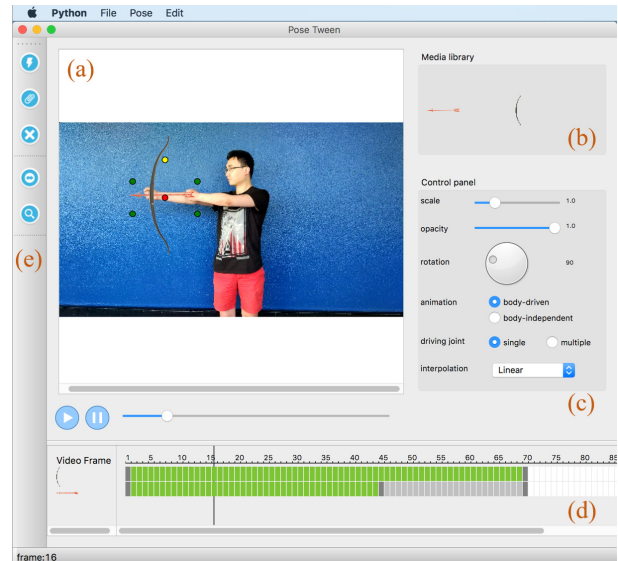 Python File Pose Edit
Pose Tween
(a)
Media library
(b)
Control panel
scale 1.0
opacity 1.0
rotation 90
(e)
animation body-driven
body-independent
driving joint single multiple
interpolation Linear
(c)
Video Frame 1 5 10 15 20 25 30 35 40 45 50 55 60 65 70 75 80 85
(d)
frame:16